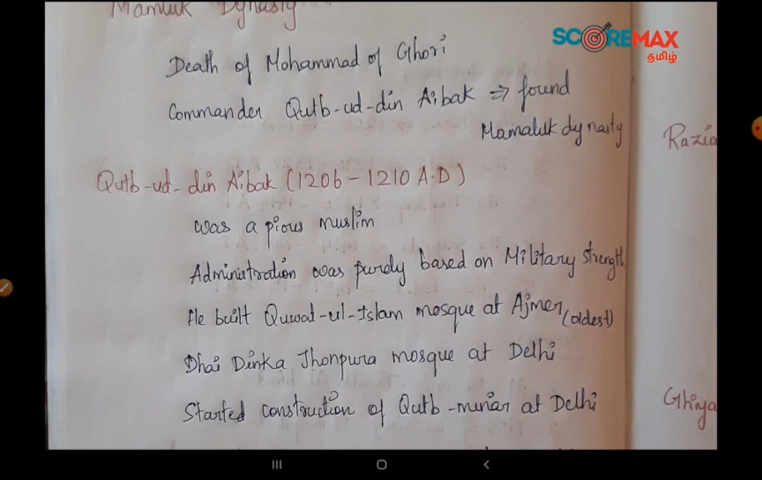 Mamluk Dynasty
SCOREMAX
தமிழ்
Death of Mohammad of Ghori
Commander Qutb-ud-din Aibak ⇒ found
Mamaluk dynasty
Razia
Qutb-ud-din Aibak (1206 - 1210 A.D)
was a pious muslim
Administration was purely based on Military strength
He built Quwat-ul-Islam mosque at Ajmer (oldest)
Dhai Dinka Jhonpura mosque at Delhi
Started construction of Qutb-minar at Delhi
Ghiya